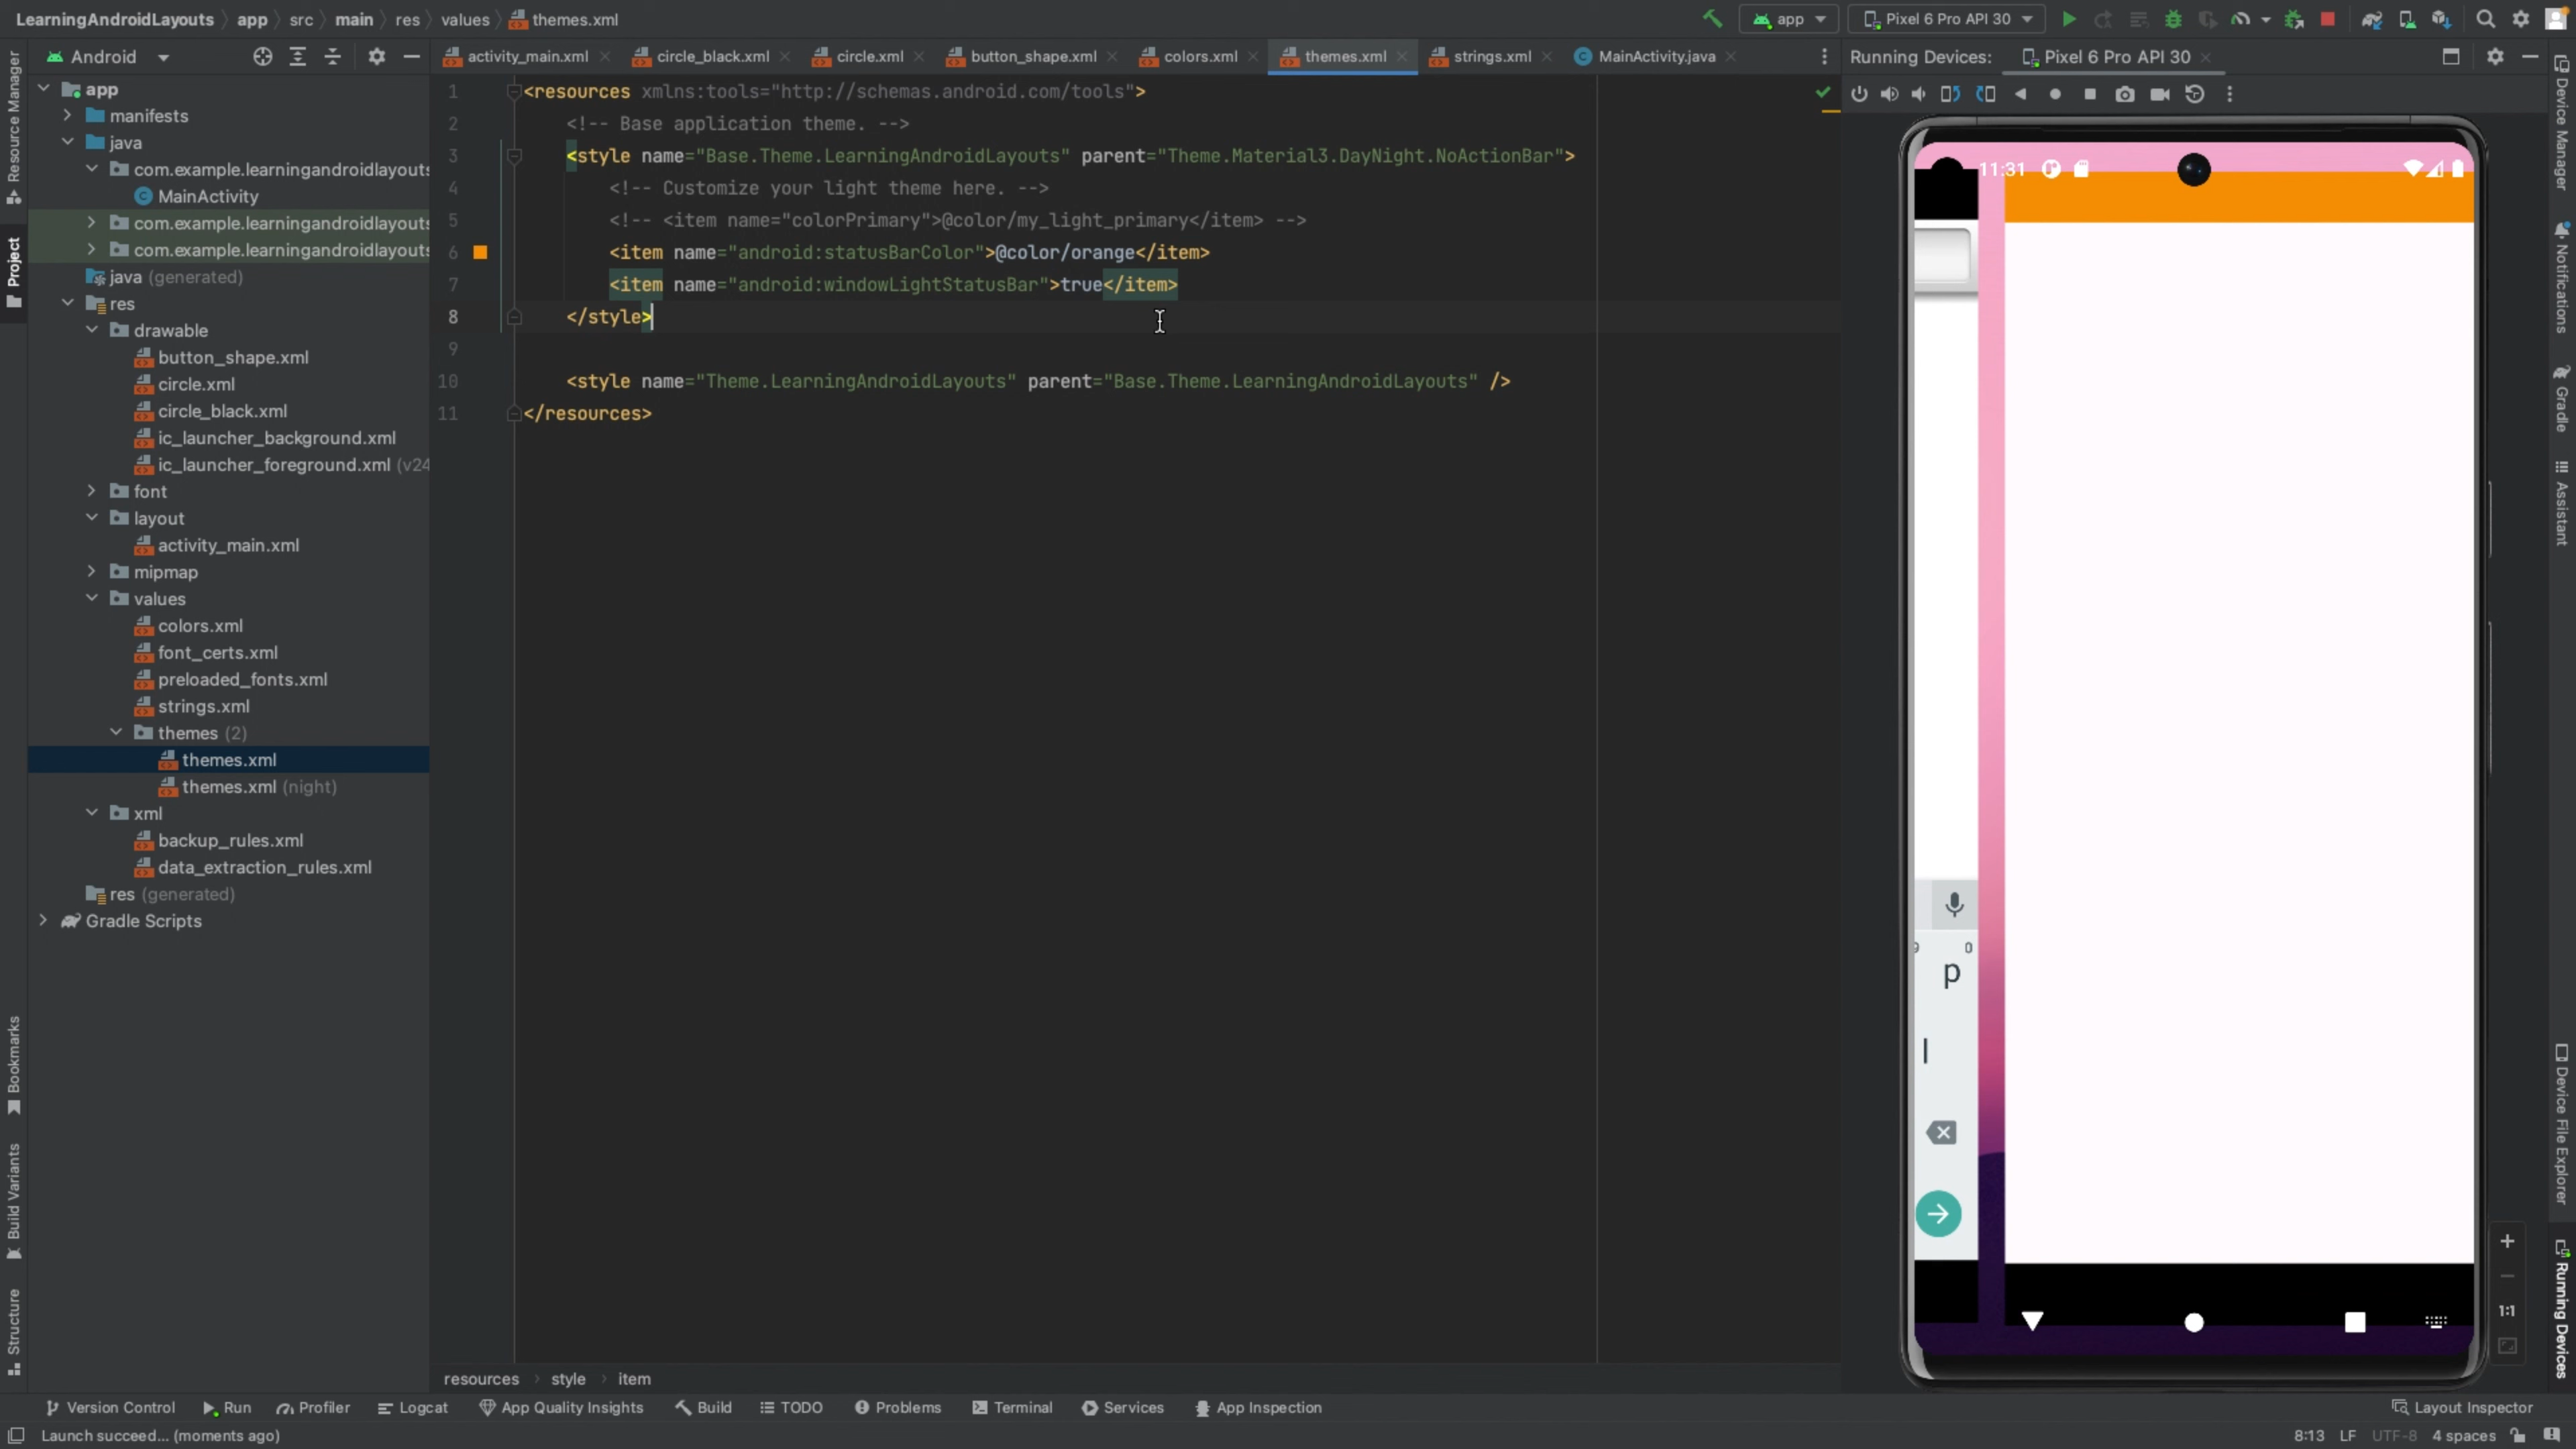 LearningAndroidLayouts app src main res values themes.xml
app Pixel 6 Pro API 30
Android
activity_main.xml circle_black.xml circle.xml button_shape.xml colors.xml themes.xml strings.xml MainActivity.java
Running Devices: Pixel 6 Pro API 30
Resource Manager
Project
Bookmarks
Build Variants
Structure
app
manifests
java
com.example.learningandroidlayouts
MainActivity
com.example.learningandroidlayouts
com.example.learningandroidlayouts
java (generated)
res
drawable
button_shape.xml
circle.xml
circle_black.xml
ic_launcher_background.xml
ic_launcher_foreground.xml (v24
font
layout
activity_main.xml
mipmap
values
colors.xml
font_certs.xml
preloaded_fonts.xml
strings.xml
themes (2)
themes.xml
themes.xml (night)
xml
backup_rules.xml
data_extraction_rules.xml
res (generated)
Gradle Scripts
1 <resources xmlns:tools="http://schemas.android.com/tools">
2 <!-- Base application theme. -->
3 <style name="Base.Theme.LearningAndroidLayouts" parent="Theme.Material3.DayNight.NoActionBar">
4 <!-- Customize your light theme here. -->
5 <!-- <item name="colorPrimary">@color/my_light_primary</item> -->
6 <item name="android:statusBarColor">@color/orange</item>
7 <item name="android:windowLightStatusBar">true</item>
8 </style>
9
10 <style name="Theme.LearningAndroidLayouts" parent="Base.Theme.LearningAndroidLayouts" />
11 </resources>
11:31
9 0
p
l
1:1
Device Manager
Notifications
Gradle
Assistant
Device File Explorer
Running Devices
resources style item
Version Control Run Profiler Logcat App Quality Insights Build TODO Problems Terminal Services App Inspection Layout Inspector
Launch succeed... (moments ago) 8:13 LF UTF-8 4 spaces